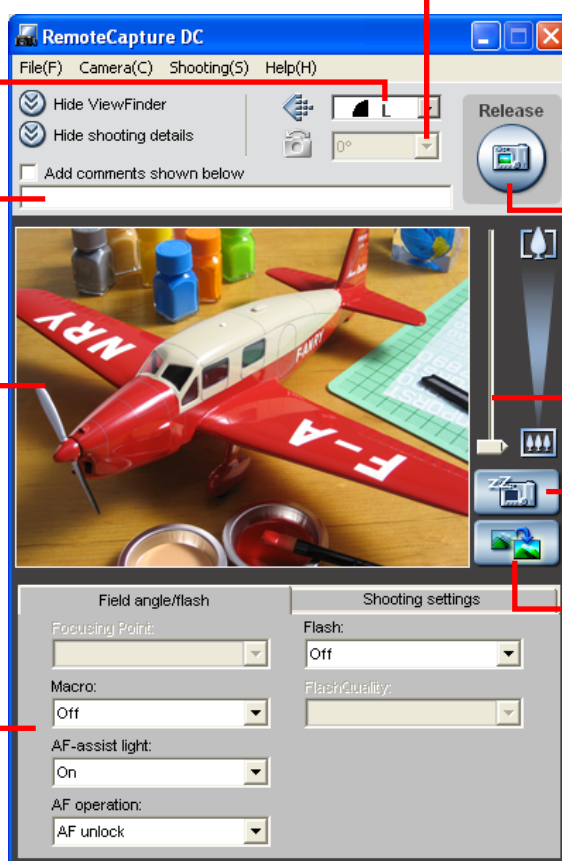 RemoteCapture DC
File(F) Camera(C) Shooting(S) Help(H)
Hide ViewFinder
L
Release
Hide shooting details
0°
Add comments shown below
NRY
F-ANRY
F-A
zz
Field angle/flash
Shooting settings
Focusing Point:
Flash:
Off
Macro:
FlashQuality:
Off
AF-assist light:
On
AF operation:
AF unlock